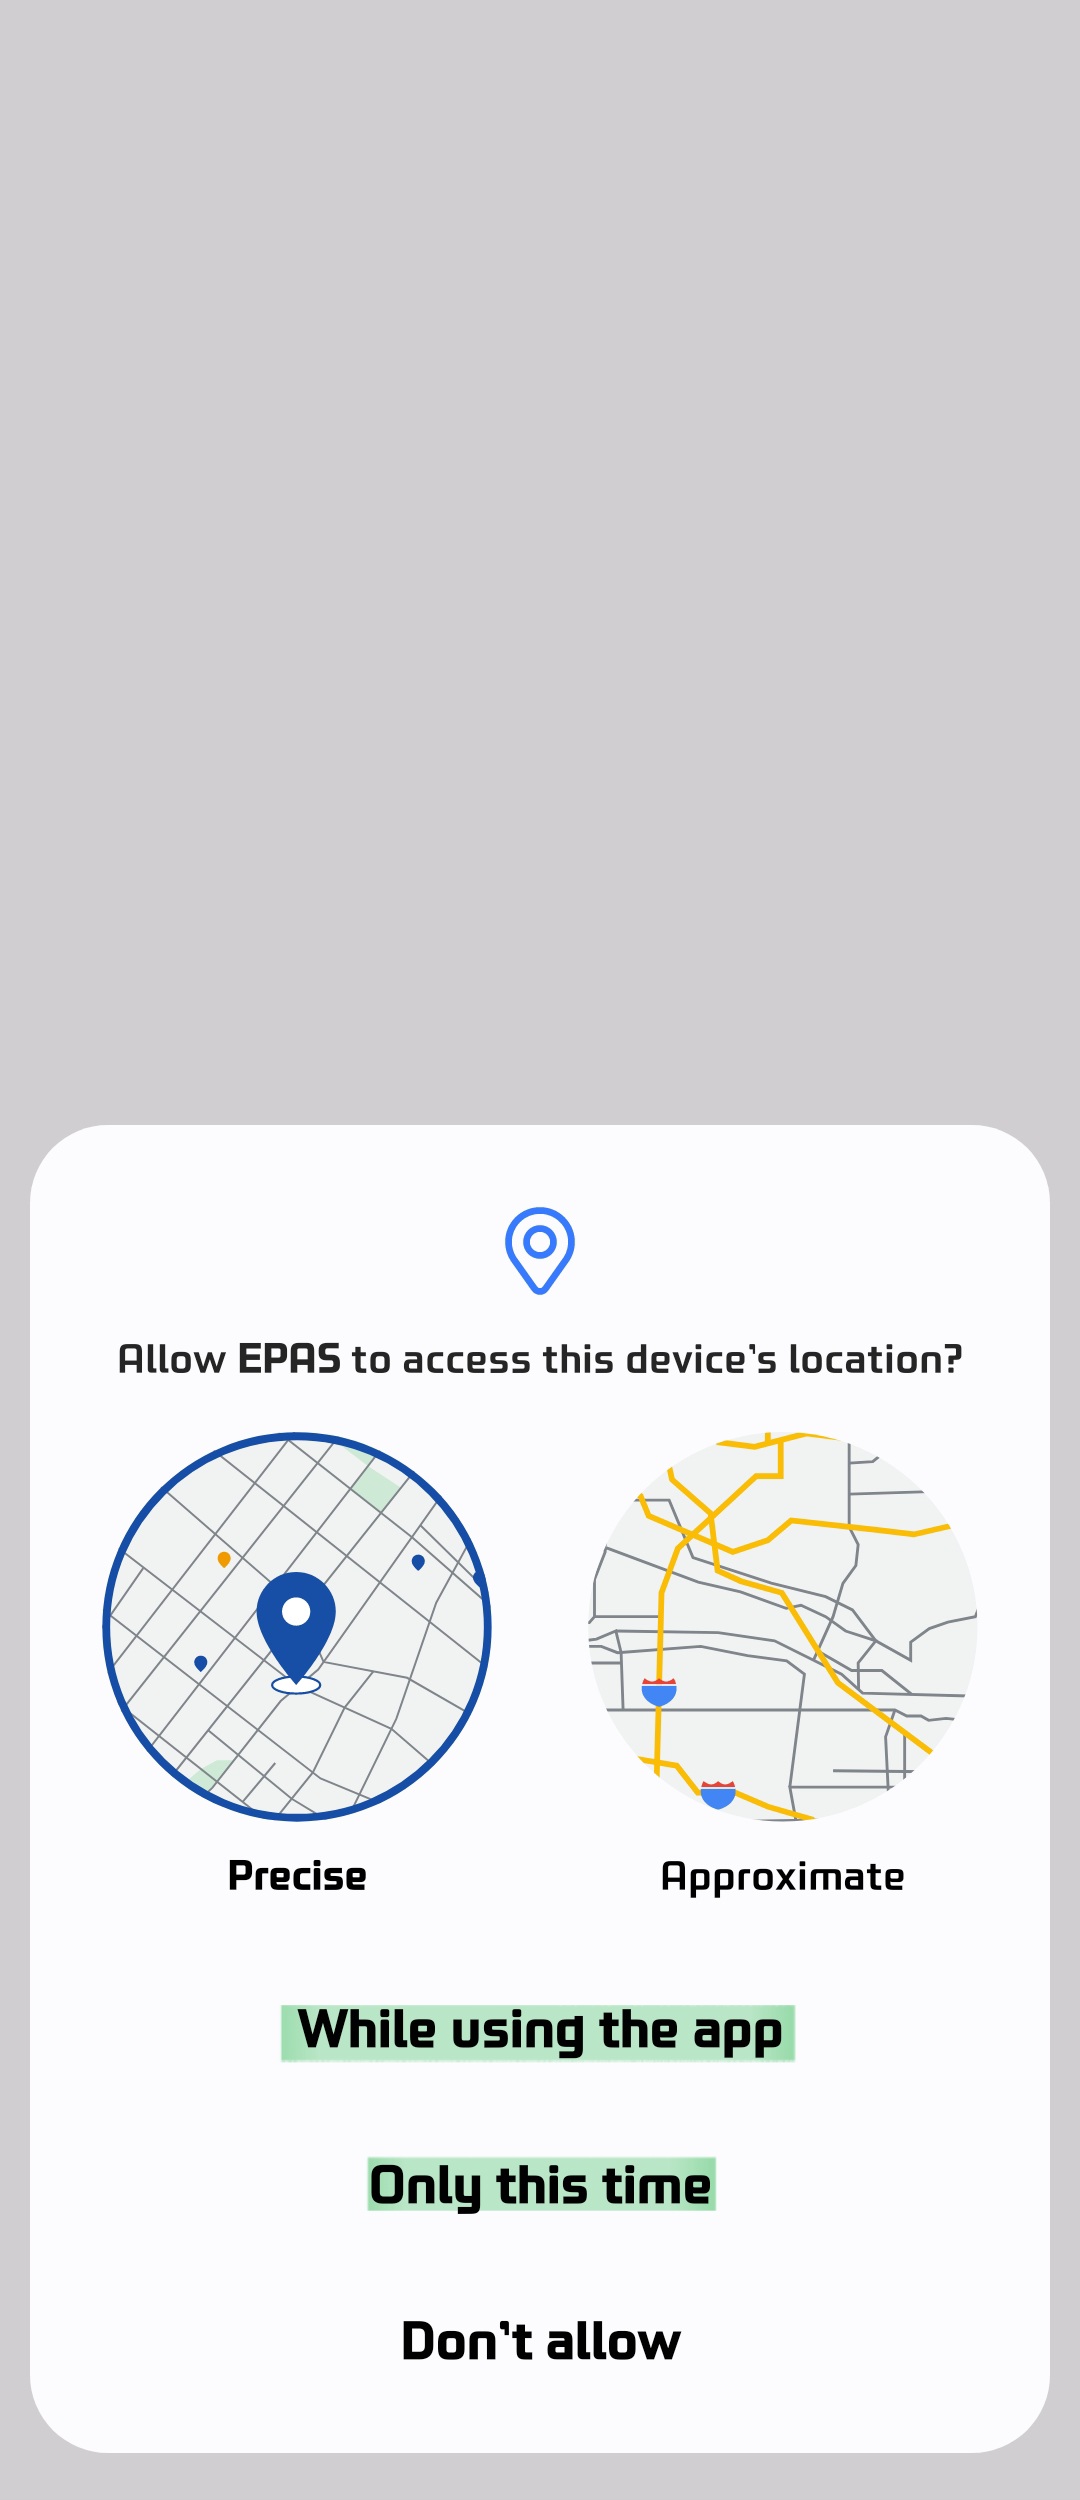 Allow EPAS to access this device's location?
Precise
Approximate
While using the app
Only this time
Don't allow